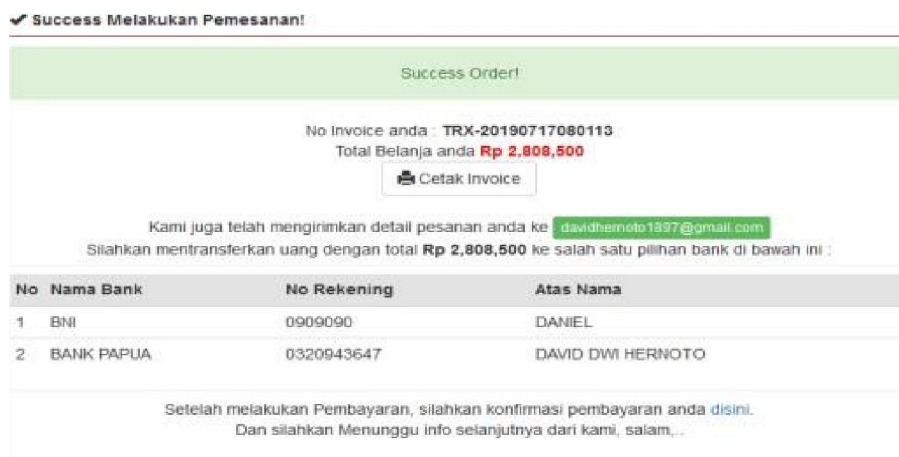 Success Melakukan Pemesanan!
Success Order!
No Invoice anda : TRX-20190717080113
Total Belanja anda Rp 2,808,500
Cetak Invoice
Kami juga telah mengirimkan detail pesanan anda ke davidhernoto1897@gmail.com
Silahkan mentransferkan uang dengan total Rp 2,808,500 ke salah satu pilihan bank di bawah ini :
No Nama Bank No Rekening Atas Nama
1 BNI 0909090 DANIEL
2 BANK PAPUA 0320943647 DAVID DWI HERNOTO
Setelah melakukan Pembayaran, silahkan konfirmasi pembayaran anda disini.
Dan silahkan Menunggu info selanjutnya dari kami, salam,..